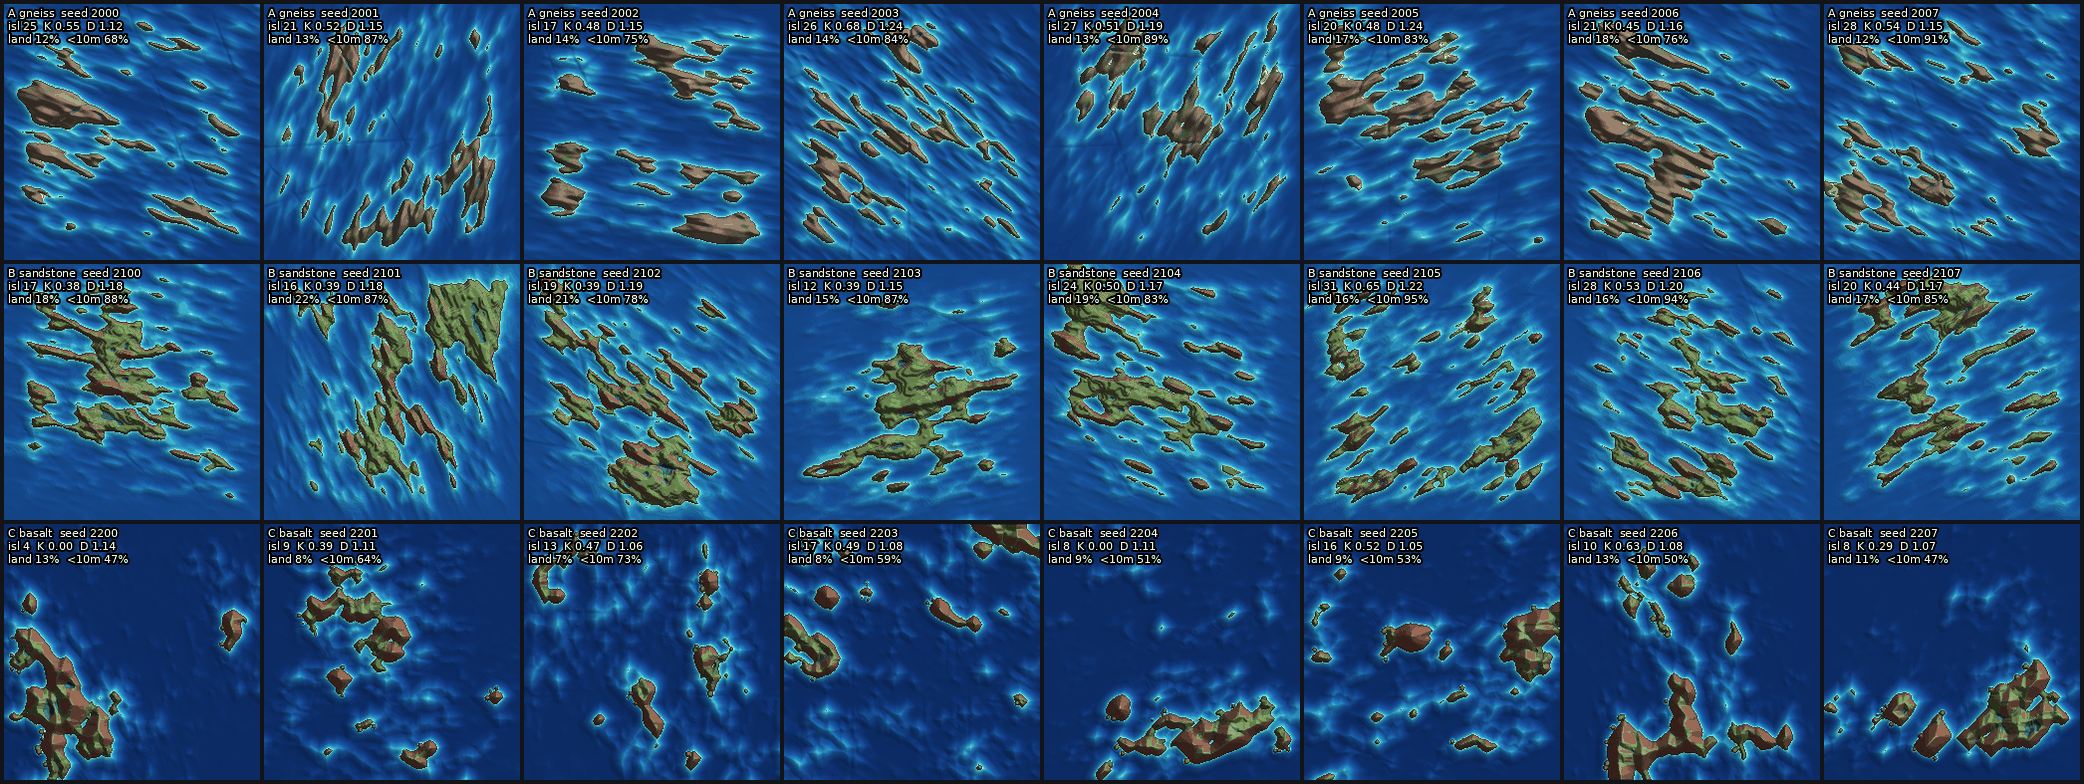 A gneiss seed 2000
isl 25 K 0.55 D 1.12
land 12% <10m 68%
A gneiss seed 2001
isl 21 K 0.52 D 1.15
land 13% <10m 87%
A gneiss seed 2002
isl 17 K 0.48 D 1.15
land 14% <10m 75%
A gneiss seed 2003
isl 26 K 0.68 D 1.24
land 14% <10m 84%
A gneiss seed 2004
isl 27 K 0.51 D 1.19
land 13% <10m 89%
A gneiss seed 2005
isl 20 K 0.48 D 1.24
land 17% <10m 83%
A gneiss seed 2006
isl 21 K 0.45 D 1.16
land 18% <10m 76%
A gneiss seed 2007
isl 28 K 0.54 D 1.15
land 12% <10m 91%
B sandstone seed 2100
isl 17 K 0.38 D 1.18
land 18% <10m 88%
B sandstone seed 2101
isl 16 K 0.39 D 1.18
land 22% <10m 87%
B sandstone seed 2102
isl 19 K 0.39 D 1.19
land 21% <10m 78%
B sandstone seed 2103
isl 12 K 0.39 D 1.15
land 15% <10m 87%
B sandstone seed 2104
isl 24 K 0.50 D 1.17
land 19% <10m 83%
B sandstone seed 2105
isl 31 K 0.65 D 1.22
land 16% <10m 95%
B sandstone seed 2106
isl 28 K 0.53 D 1.20
land 16% <10m 94%
B sandstone seed 2107
isl 20 K 0.44 D 1.17
land 17% <10m 85%
C basalt seed 2200
isl 4 K 0.00 D 1.14
land 13% <10m 47%
C basalt seed 2201
isl 9 K 0.39 D 1.11
land 8% <10m 64%
C basalt seed 2202
isl 13 K 0.47 D 1.06
land 7% <10m 73%
C basalt seed 2203
isl 17 K 0.49 D 1.08
land 8% <10m 59%
C basalt seed 2204
isl 8 K 0.00 D 1.11
land 9% <10m 51%
C basalt seed 2205
isl 16 K 0.52 D 1.05
land 9% <10m 53%
C basalt seed 2206
isl 10 K 0.63 D 1.08
land 13% <10m 50%
C basalt seed 2207
isl 8 K 0.29 D 1.07
land 11% <10m 47%